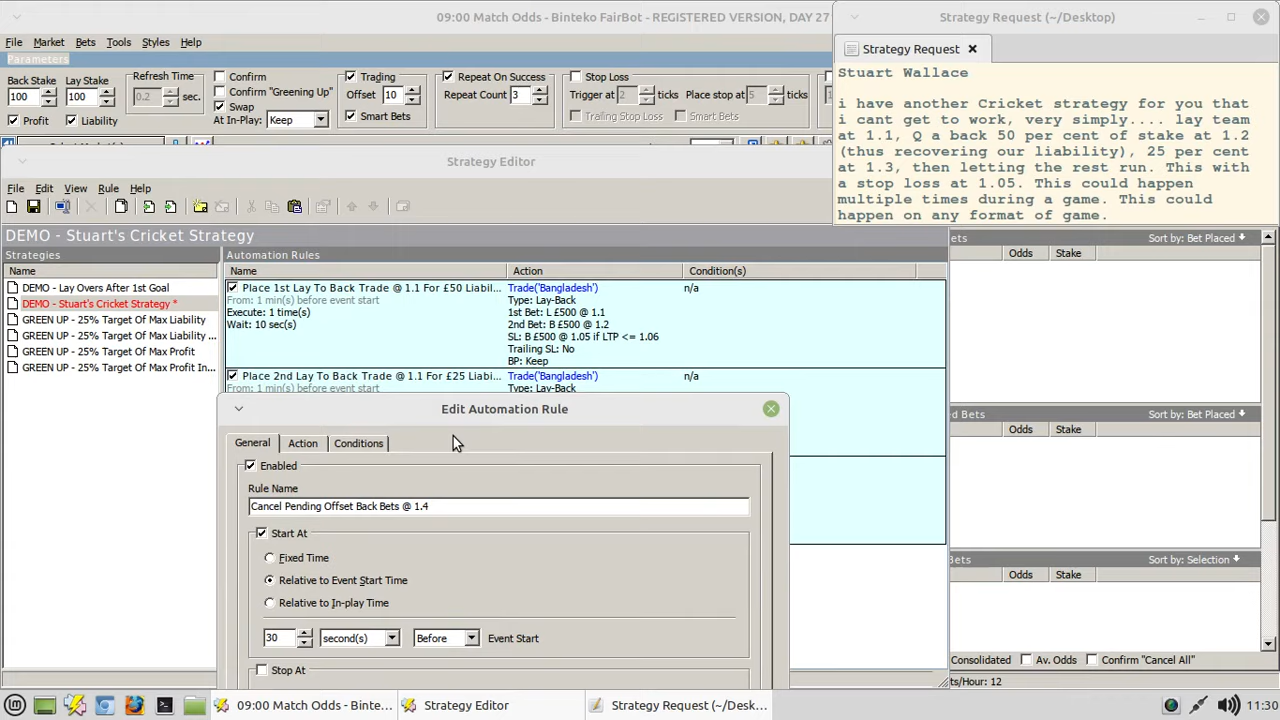 09:00 Match Odds - Binteko FairBot - REGISTERED VERSION, DAY 27
File Market Bets Tools Styles Help
Parameters
Back Stake Lay Stake Refresh Time Confirm Trading Repeat On Success Stop Loss
100 100 0.2 sec. Confirm "Greening Up" Offset 10 Repeat Count 3 Trigger at 2 ticks Place stop at 5 ticks
Profit Liability Swap Smart Bets Trailing Stop Loss Smart Bets
At In-Play: Keep
Strategy Request (~/Desktop)
Strategy Request
Stuart Wallace
i have another Cricket strategy for you that
i cant get to work, very simply.... lay team
at 1.1, Q a back 50 per cent of stake at 1.2
(thus recovering our liability), 25 per cent
at 1.3, then letting the rest run. This with
a stop loss at 1.05. This could happen
multiple times during a game. This could
happen on any format of game.
Strategy Editor
File Edit View Rule Help
DEMO - Stuart's Cricket Strategy
Strategies
Name
DEMO - Lay Overs After 1st Goal
DEMO - Stuart's Cricket Strategy *
GREEN UP - 25% Target Of Max Liability
GREEN UP - 25% Target Of Max Liability ...
GREEN UP - 25% Target Of Max Profit
GREEN UP - 25% Target Of Max Profit In...
Automation Rules
Name Action Condition(s)
Place 1st Lay To Back Trade @ 1.1 For £50 Liabil... Trade('Bangladesh') n/a
From: 1 min(s) before event start Type: Lay-Back
Execute: 1 time(s) 1st Bet: L £500 @ 1.1
Wait: 10 sec(s) 2nd Bet: B £500 @ 1.2
SL: B £500 @ 1.05 if LTP <= 1.06
Trailing SL: No
BP: Keep
Place 2nd Lay To Back Trade @ 1.1 For £25 Liabi... Trade('Bangladesh') n/a
From: 1 min(s) before event start Type: Lay-Back
Edit Automation Rule
General Action Conditions
Enabled
Rule Name
Cancel Pending Offset Back Bets @ 1.4
Start At
Fixed Time
Relative to Event Start Time
Relative to In-play Time
30 second(s) Before Event Start
Stop At
ets Sort by: Bet Placed
Odds Stake
ed Bets Sort by: Bet Placed
Odds Stake
Bets Sort by: Selection
Odds Stake
Consolidated Av. Odds Confirm "Cancel All"
ts/Hour: 12
09:00 Match Odds - Binte... Strategy Editor Strategy Request (~/Desk... 11:30